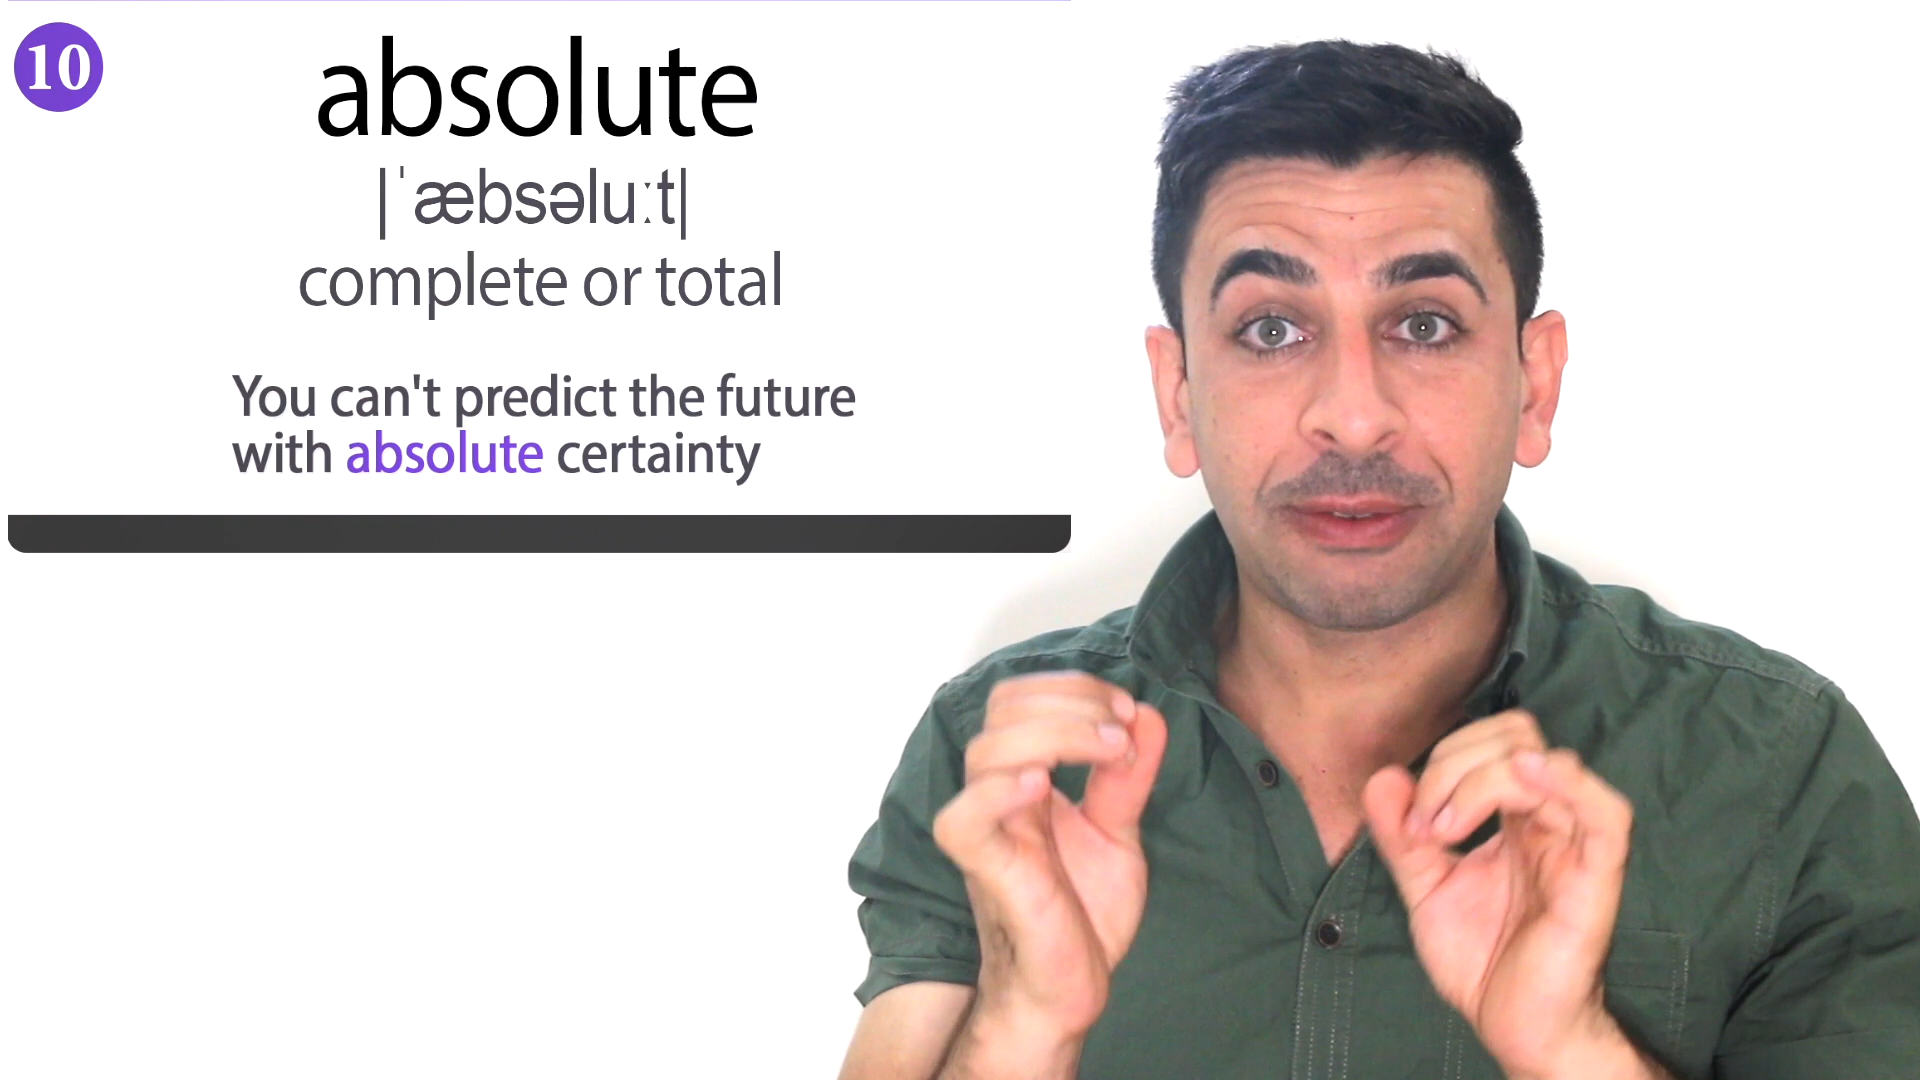 10
absolute
|ˈæbsəluːt|
complete or total
You can't predict the future
with absolute certainty